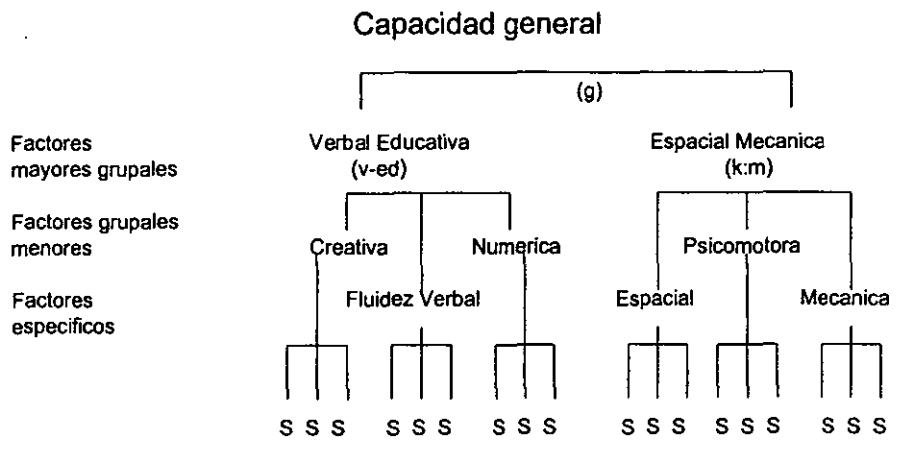 Capacidad general
(g)
Factores
mayores grupales
Verbal Educativa
(v-ed)
Espacial Mecanica
(k:m)
Factores grupales
menores
Creativa
Numerica
Psicomotora
Factores
especificos
Fluidez Verbal
Espacial
Mecanica
S S S S S S S S S S S S S S S S S S